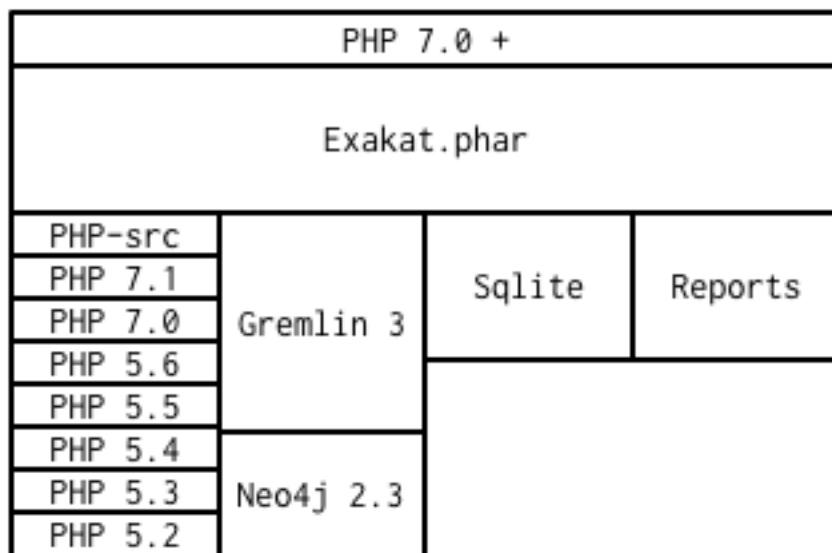 PHP 7.0 +
Exakat.phar
PHP-src
PHP 7.1
PHP 7.0
PHP 5.6
PHP 5.5
PHP 5.4
PHP 5.3
PHP 5.2
Gremlin 3
Neo4j 2.3
Sqlite
Reports